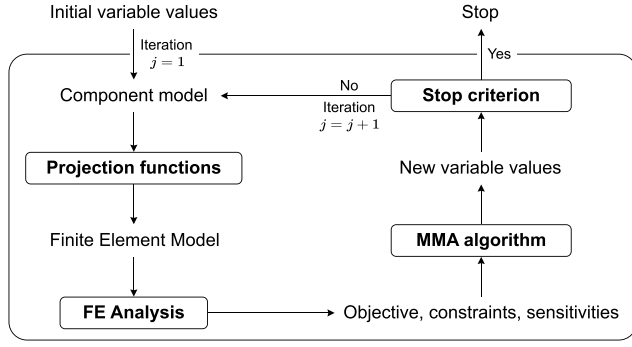 Initial variable values
Stop
Iteration
j = 1
Yes
Component model
No
Iteration
j = j + 1
Stop criterion
Projection functions
New variable values
Finite Element Model
MMA algorithm
FE Analysis
Objective, constraints, sensitivities